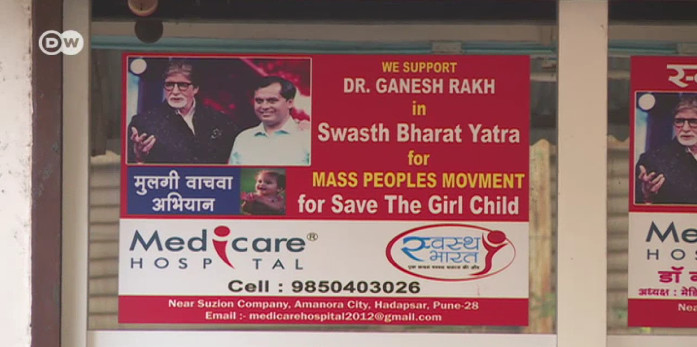 DW
WE SUPPORT
DR. GANESH RAKH
in
Swasth Bharat Yatra
for
MASS PEOPLES MOVMENT
for Save The Girl Child
मुलगी वाचवा
अभियान
Medicare®
HOSPITAL
स्वस्थ
भारत
Cell : 9850403026
Near Suzion Company, Amanora City, Hadapsar, Pune-28
Email :- medicarehospital2012@gmail.com
Me
HOS
Nea